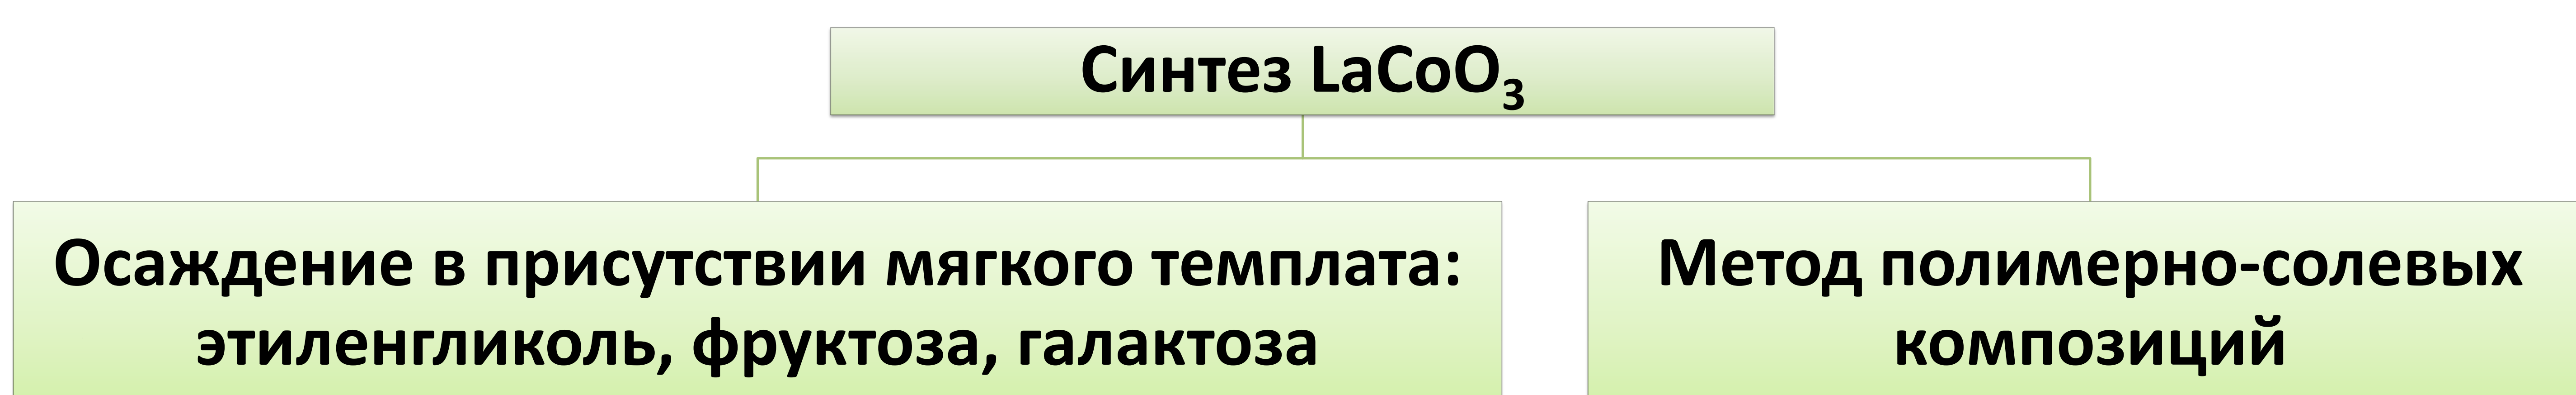 Синтез LaCoO₃
Осаждение в присутствии мягкого темплата:
этиленгликоль, фруктоза, галактоза
Метод полимерно-солевых
композиций